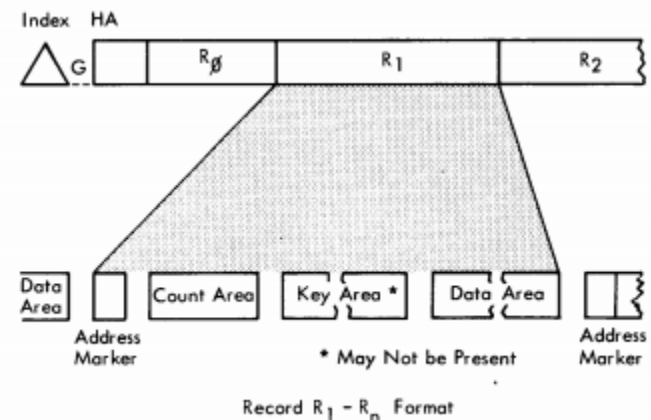 Index HA
G
RØ
R1
R2
Data
Area
Count Area
Key Area *
Data Area
Address
Marker
* May Not be Present
Address
Marker
Record R1 - Rn Format